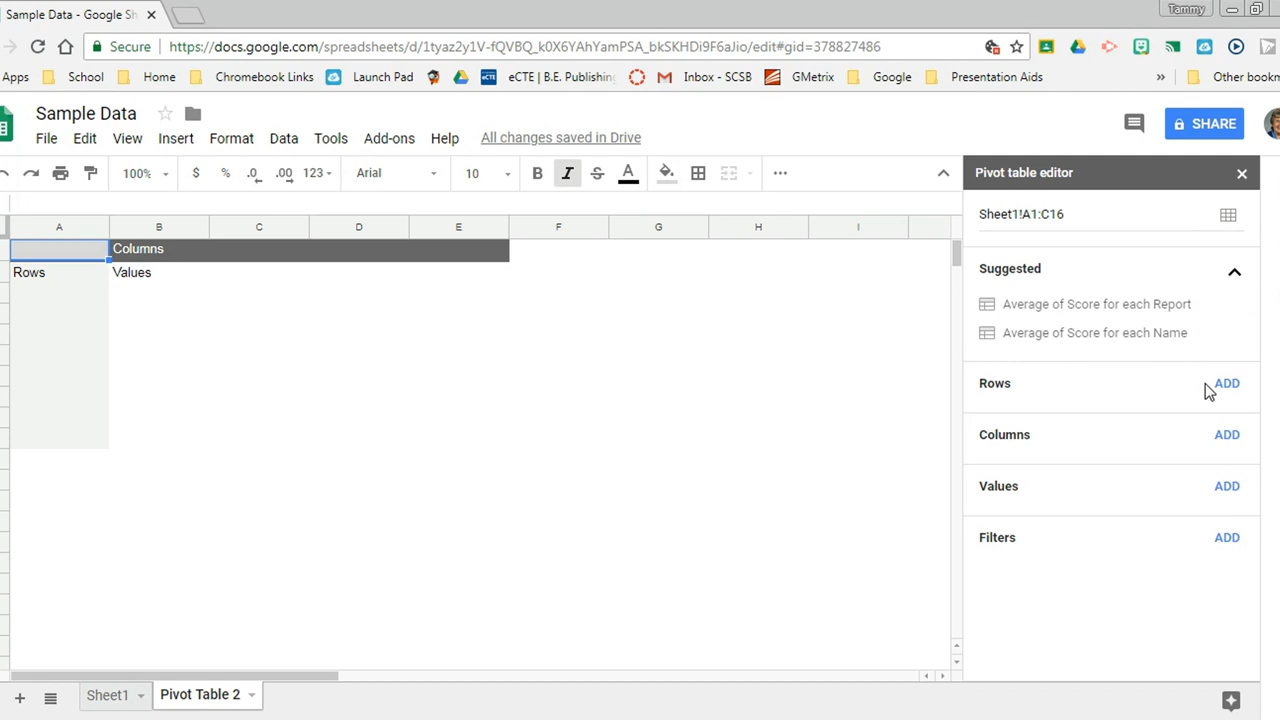 Sample Data - Google Sh
Tammy
Secure https://docs.google.com/spreadsheets/d/1tyaz2y1V-fQVBQ_k0X6YAhYamPSA_bkSKHDi9F6aJio/edit#gid=378827486
Apps School Home Chromebook Links Launch Pad eCTE | B.E. Publishing Inbox - SCSB GMetrix Google Presentation Aids » Other bookm
Sample Data
SHARE
File Edit View Insert Format Data Tools Add-ons Help All changes saved in Drive
$ % .0 .00 123 Arial 10 B I S A
100%
Pivot table editor
Sheet1!A1:C16
A B C D E F G H I
Columns
Rows Values
Suggested
Average of Score for each Report
Average of Score for each Name
Rows ADD
Columns ADD
Values ADD
Filters ADD
Sheet1 Pivot Table 2